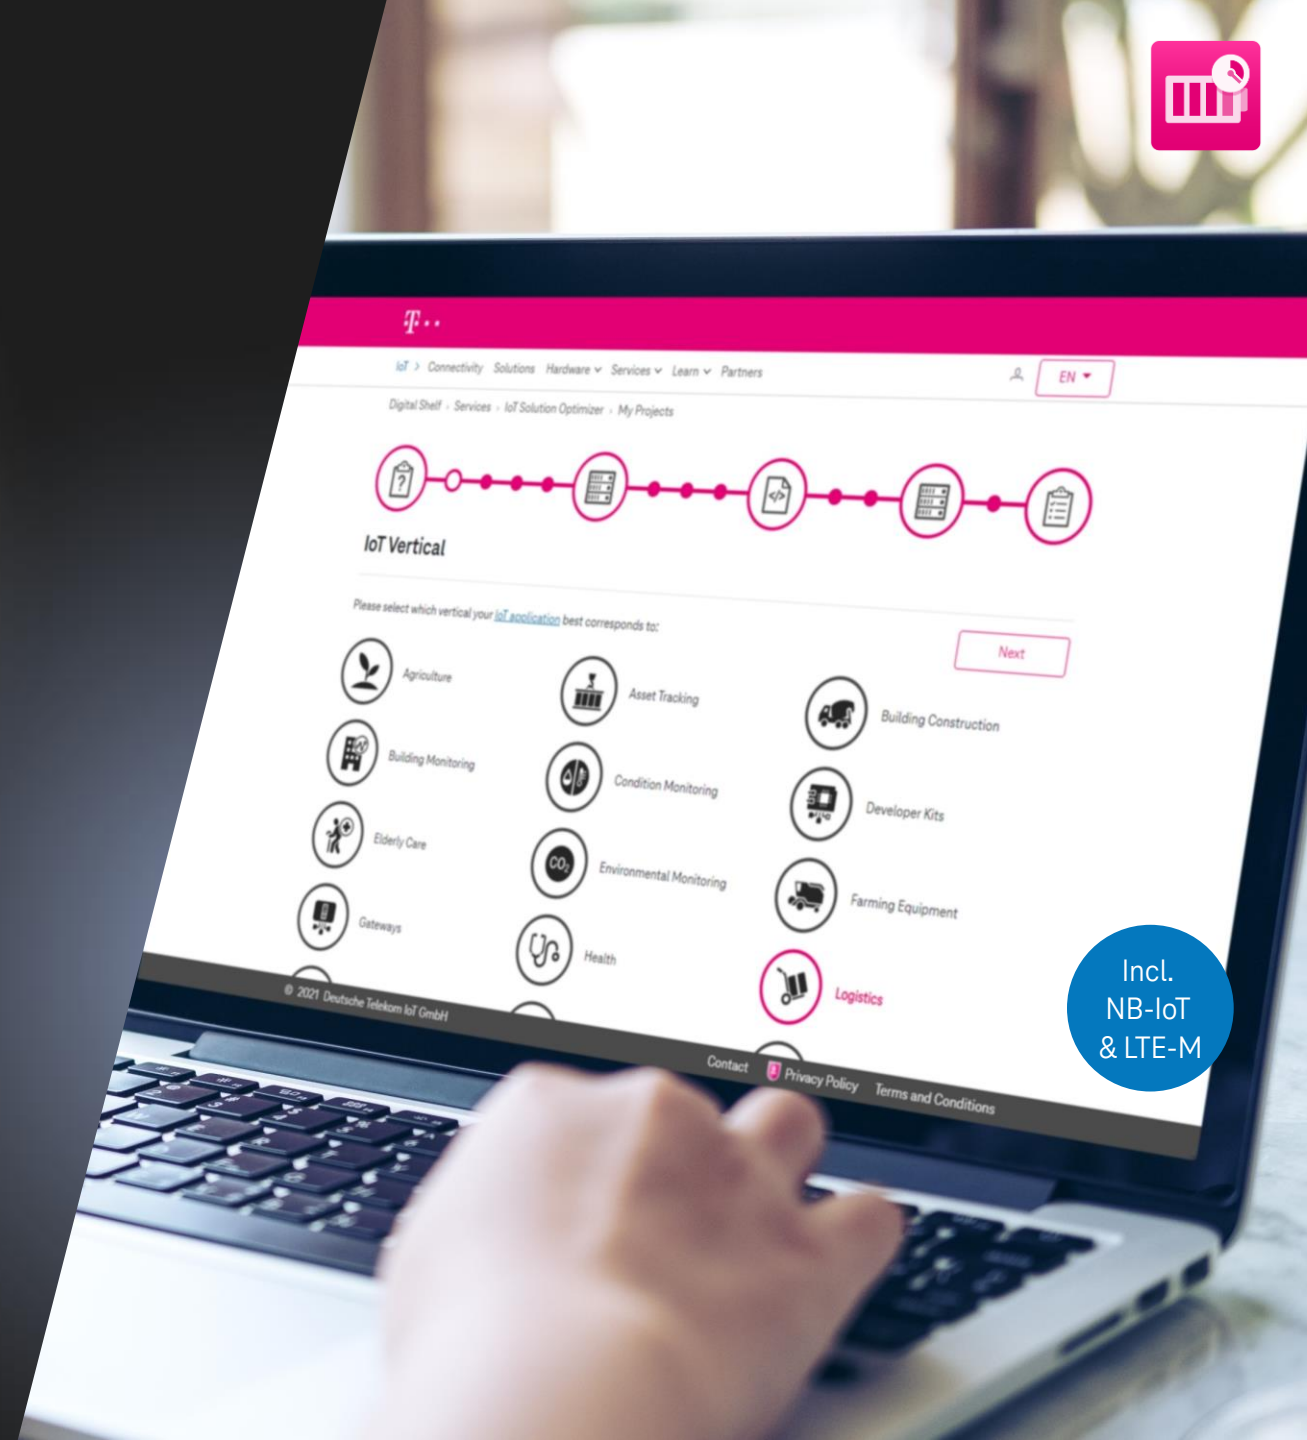 T
IoT > Connectivity Solutions Hardware Services Learn Partners
EN
Digital Shelf › Services › IoT Solution Optimizer › My Projects
?
</>
IoT Vertical
Please select which vertical your IoT application best corresponds to:
Next
Agriculture
Asset Tracking
Building Construction
Building Monitoring
Condition Monitoring
Developer Kits
Elderly Care
CO₂
Environmental Monitoring
Farming Equipment
Gateways
Health
Logistics
© 2021 Deutsche Telekom IoT GmbH
Contact
Privacy Policy
Terms and Conditions
Incl.
NB-IoT
& LTE-M